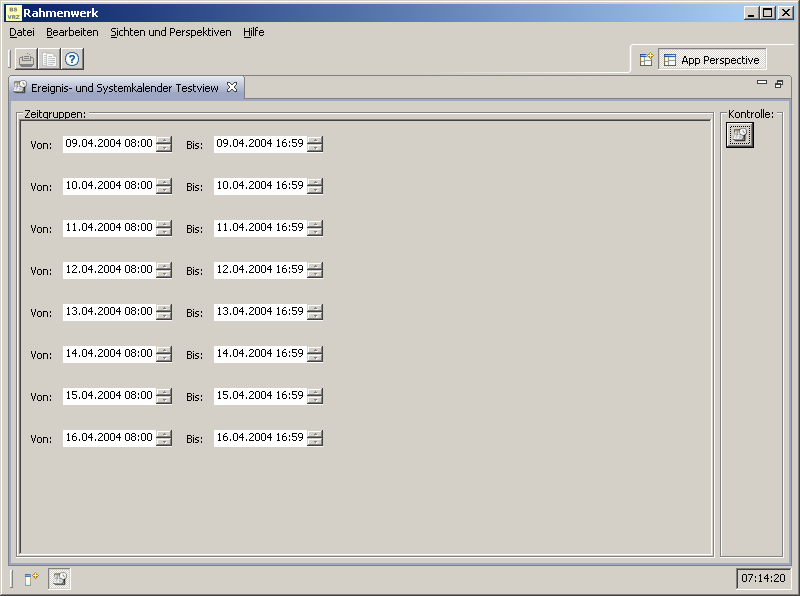 BS VRZ Rahmenwerk
Datei Bearbeiten Sichten und Perspektiven Hilfe
App Perspective
Ereignis- und Systemkalender Testview
Zeitgruppen: Kontrolle:
Von: 09.04.2004 08:00 Bis: 09.04.2004 16:59
Von: 10.04.2004 08:00 Bis: 10.04.2004 16:59
Von: 11.04.2004 08:00 Bis: 11.04.2004 16:59
Von: 12.04.2004 08:00 Bis: 12.04.2004 16:59
Von: 13.04.2004 08:00 Bis: 13.04.2004 16:59
Von: 14.04.2004 08:00 Bis: 14.04.2004 16:59
Von: 15.04.2004 08:00 Bis: 15.04.2004 16:59
Von: 16.04.2004 08:00 Bis: 16.04.2004 16:59
07:14:20